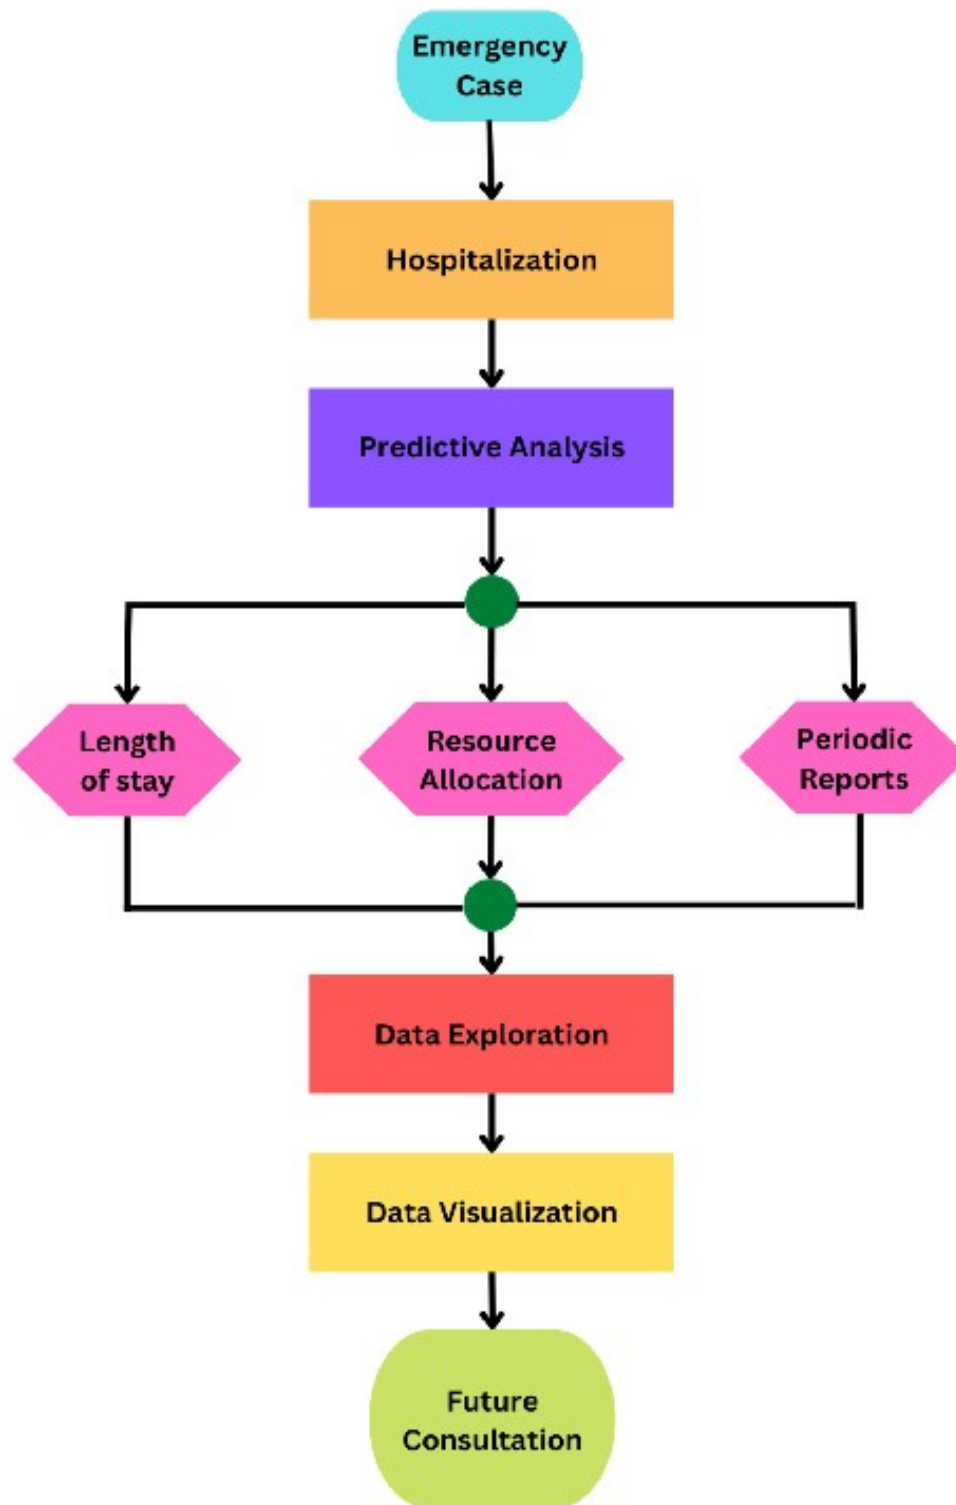 Emergency
Case
Hospitalization
Predictive Analysis
Length
of stay
Resource
Allocation
Periodic
Reports
Data Exploration
Data Visualization
Future
Consultation